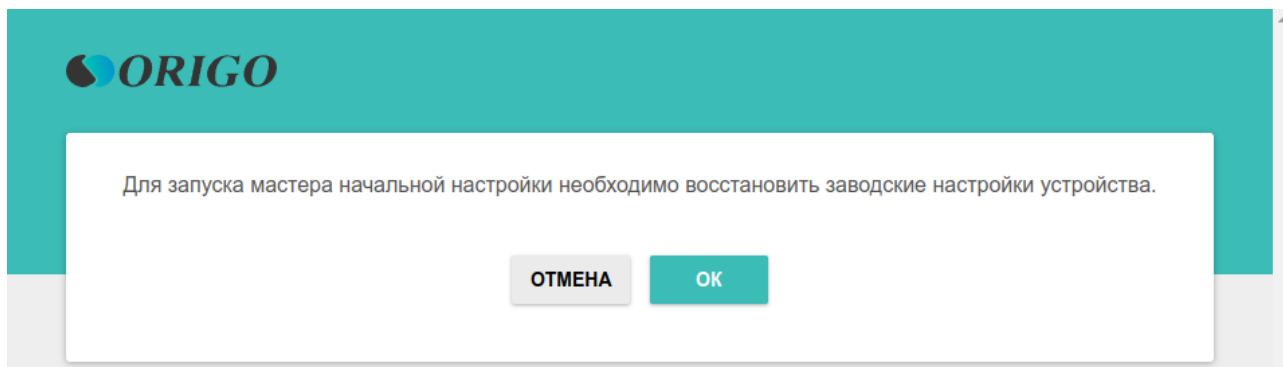 ORIGO
Для запуска мастера начальной настройки необходимо восстановить заводские настройки устройства.
ОТМЕНА
ОК